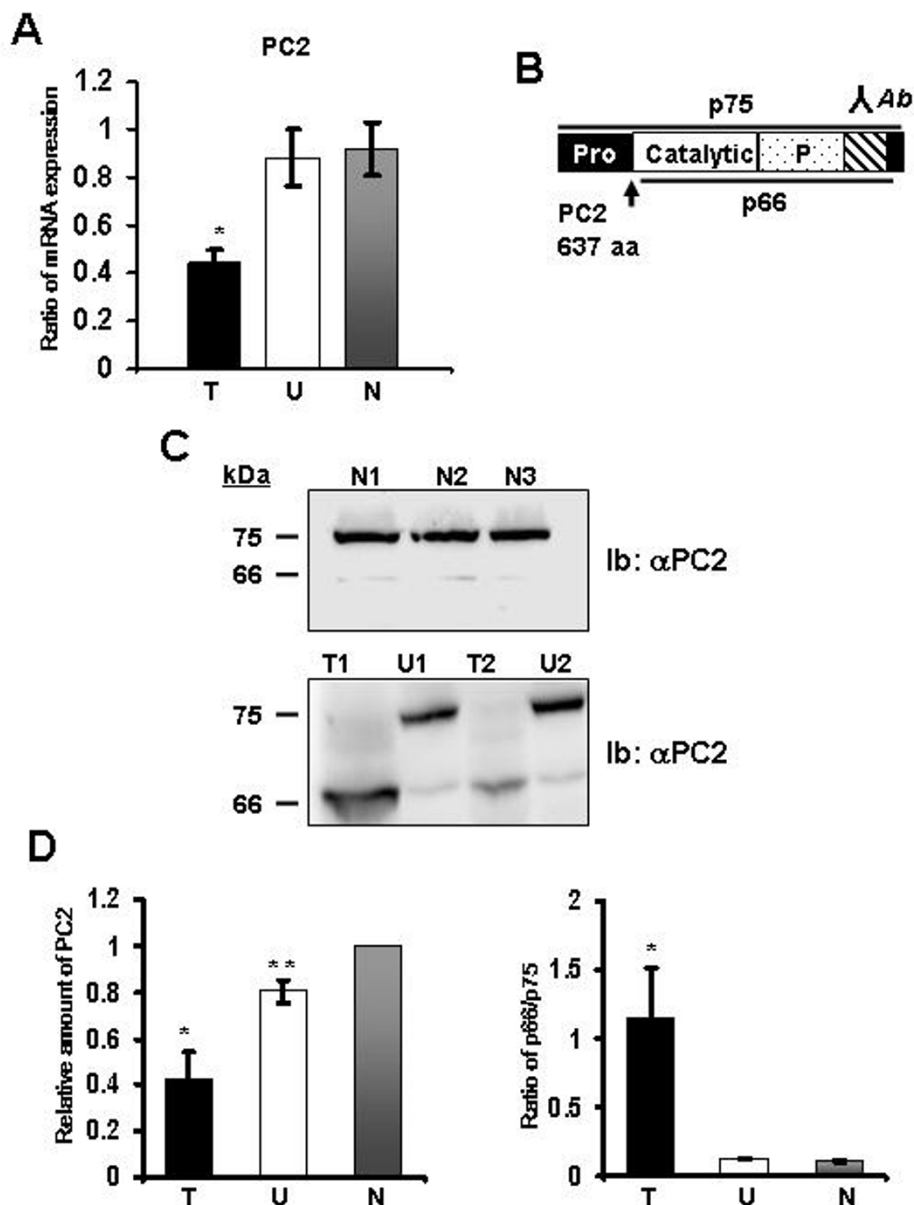 A
PC2
Ratio of mRNA expression
1.2
1
0.8
0.6
0.4
0.2
0
T U N
*
B
p75
Ab
Pro Catalytic P
p66
PC2
637 aa
C
kDa
N1 N2 N3
75
66
Ib: αPC2
T1 U1 T2 U2
75
66
Ib: αPC2
D
Relative amount of PC2
1.2
1
0.8
0.6
0.4
0.2
0
*
**
T U N
Ratio of p66/p75
2
1.5
1
0.5
0
*
T U N